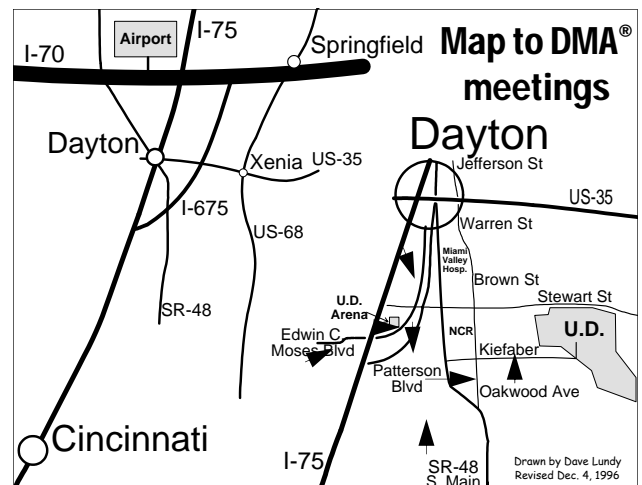 I-70
Airport
I-75
Springfield
Map to DMA®
meetings
Dayton
Xenia
US-35
I-675
US-68
SR-48
Cincinnati
Dayton
Jefferson St
US-35
Warren St
Miami
Valley
Hosp.
Brown St
Stewart St
U.D.
Arena
Edwin C.
Moses Blvd
NCR
U.D.
Kiefaber
Patterson
Blvd
Oakwood Ave
I-75
SR-48
S. Main
Drawn by Dave Lundy
Revised Dec. 4, 1996